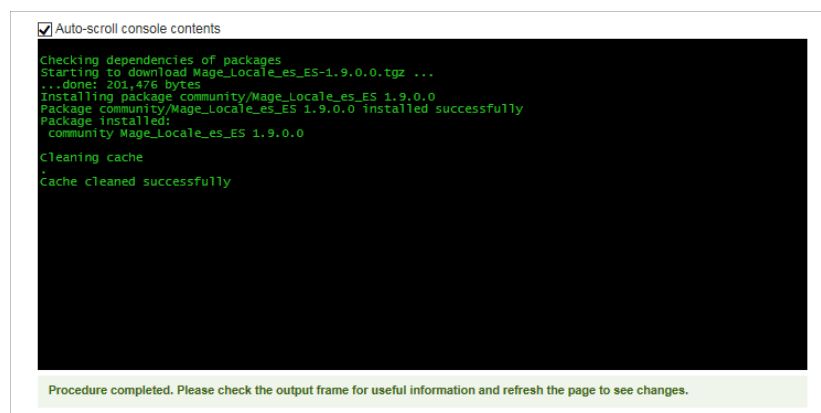 Auto-scroll console contents
Checking dependencies of packages
Starting to download Mage_Locale_es_ES-1.9.0.0.tgz ...
...done: 201,476 bytes
Installing package community/Mage_Locale_es_ES 1.9.0.0
Package community/Mage_Locale_es_ES 1.9.0.0 installed successfully
Package installed:
community Mage_Locale_es_ES 1.9.0.0
Cleaning cache
.
Cache cleaned successfully
Procedure completed. Please check the output frame for useful information and refresh the page to see changes.